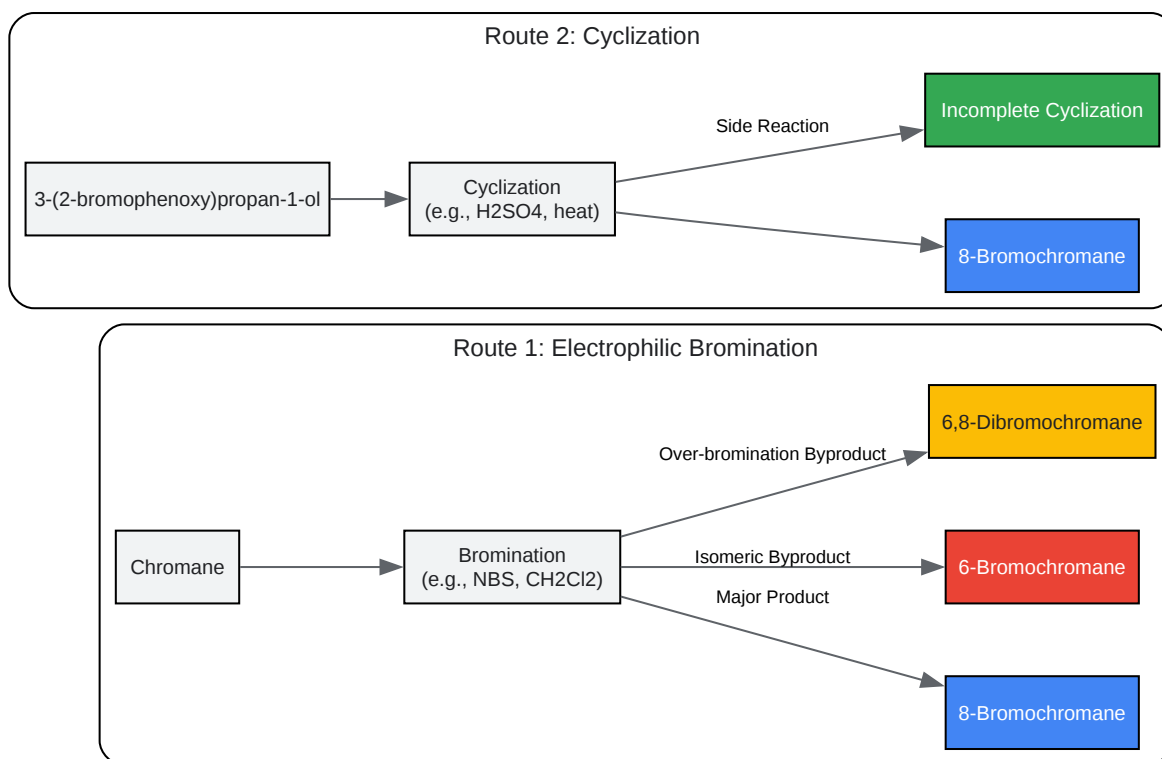 Route 2: Cyclization
Incomplete Cyclization
Side Reaction
3-(2-bromophenoxy)propan-1-ol
Cyclization
(e.g., H2SO4, heat)
8-Bromochromane
Route 1: Electrophilic Bromination
6,8-Dibromochromane
Over-bromination Byproduct
Chromane
Bromination
(e.g., NBS, CH2Cl2)
Isomeric Byproduct
6-Bromochromane
Major Product
8-Bromochromane